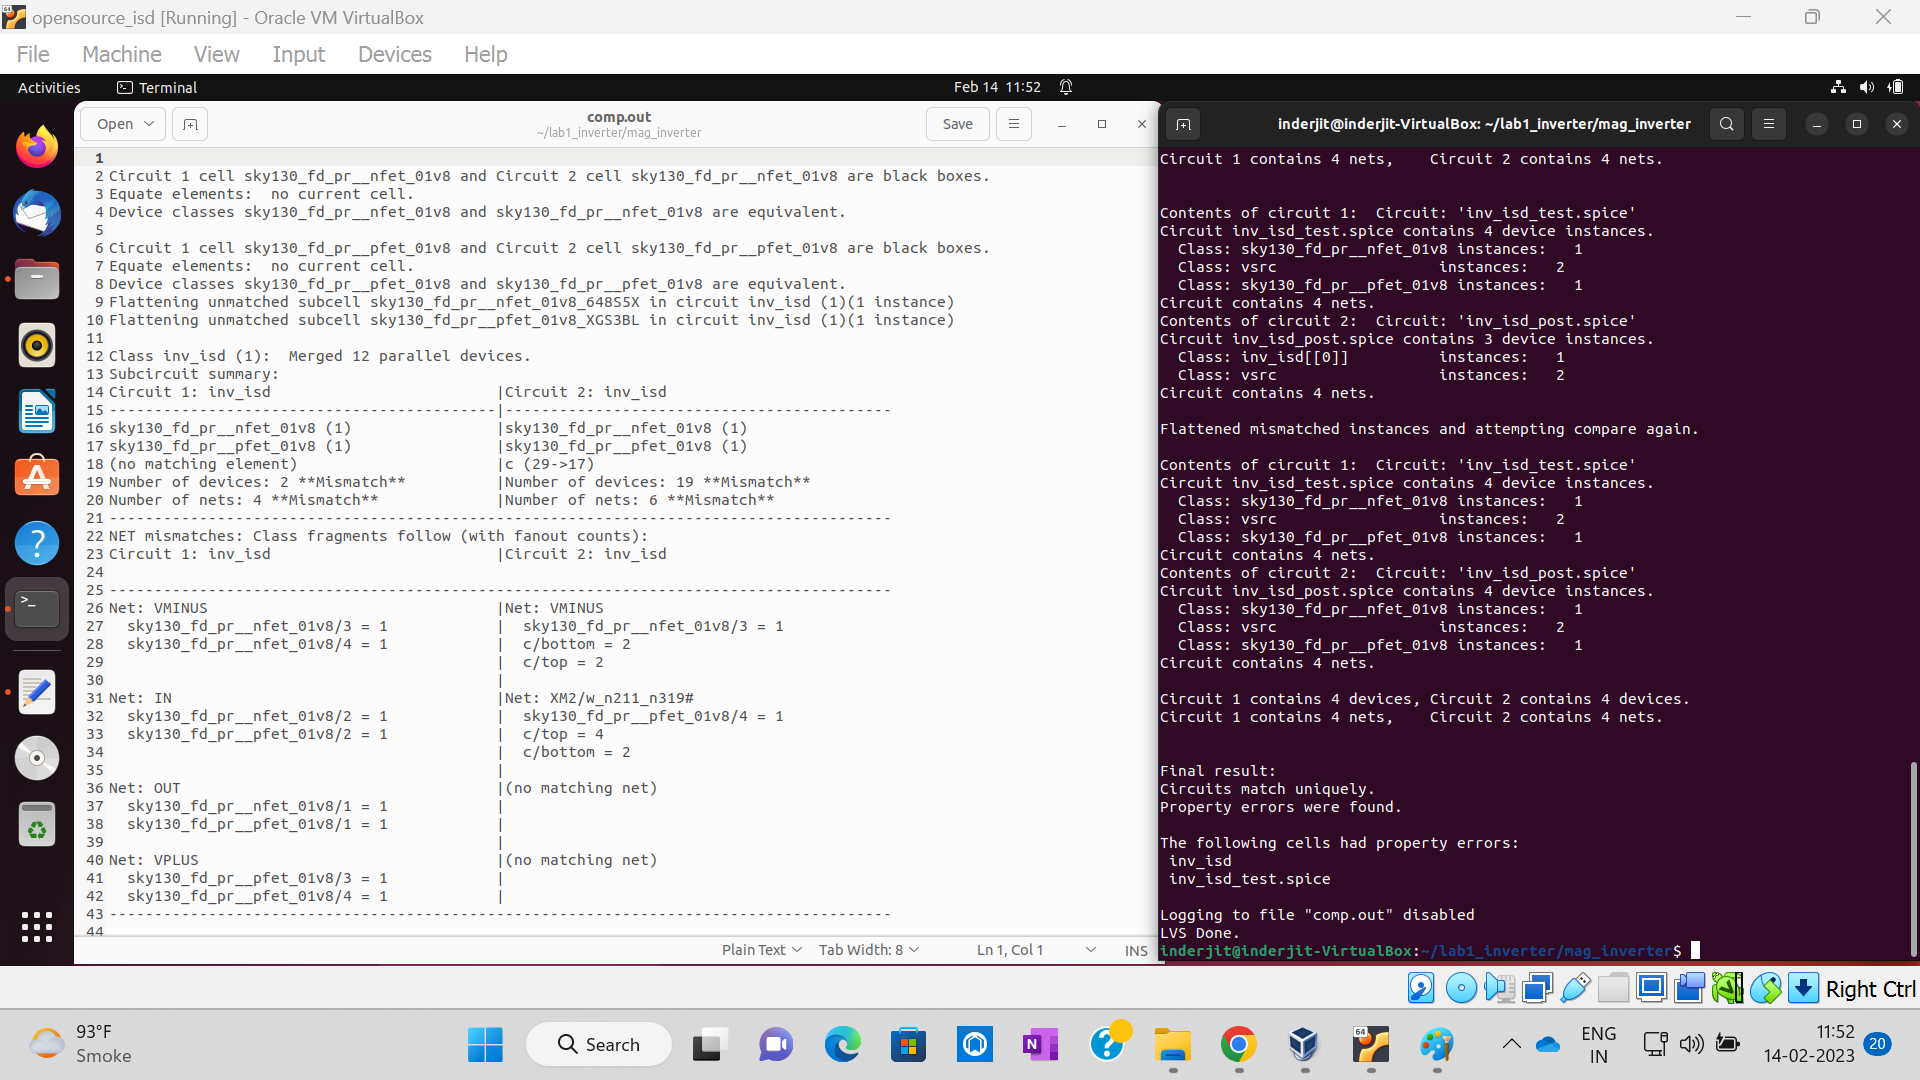 opensource_isd [Running] - Oracle VM VirtualBox
File Machine View Input Devices Help
Activities Terminal Feb 14 11:52
Open comp.out Save
~/lab1_inverter/mag_inverter
1
2 Circuit 1 cell sky130_fd_pr__nfet_01v8 and Circuit 2 cell sky130_fd_pr__nfet_01v8 are black boxes.
3 Equate elements:  no current cell.
4 Device classes sky130_fd_pr__nfet_01v8 and sky130_fd_pr__nfet_01v8 are equivalent.
5
6 Circuit 1 cell sky130_fd_pr__pfet_01v8 and Circuit 2 cell sky130_fd_pr__pfet_01v8 are black boxes.
7 Equate elements:  no current cell.
8 Device classes sky130_fd_pr__pfet_01v8 and sky130_fd_pr__pfet_01v8 are equivalent.
9 Flattening unmatched subcell sky130_fd_pr__nfet_01v8_648S5X in circuit inv_isd (1)(1 instance)
10 Flattening unmatched subcell sky130_fd_pr__pfet_01v8_XGS3BL in circuit inv_isd (1)(1 instance)
11
12 Class inv_isd (1):  Merged 12 parallel devices.
13 Subcircuit summary:
14 Circuit 1: inv_isd |Circuit 2: inv_isd
15 -------------------------------------------|-------------------------------------------
16 sky130_fd_pr__nfet_01v8 (1) |sky130_fd_pr__nfet_01v8 (1)
17 sky130_fd_pr__pfet_01v8 (1) |sky130_fd_pr__pfet_01v8 (1)
18 (no matching element) |c (29->17)
19 Number of devices: 2 **Mismatch** |Number of devices: 19 **Mismatch**
20 Number of nets: 4 **Mismatch** |Number of nets: 6 **Mismatch**
21 ---------------------------------------------------------------------------------------
22 NET mismatches: Class fragments follow (with fanout counts):
23 Circuit 1: inv_isd |Circuit 2: inv_isd
24
25 ---------------------------------------------------------------------------------------
26 Net: VMINUS |Net: VMINUS
27 sky130_fd_pr__nfet_01v8/3 = 1 | sky130_fd_pr__nfet_01v8/3 = 1
28 sky130_fd_pr__nfet_01v8/4 = 1 | c/bottom = 2
29 | c/top = 2
30 |
31 Net: IN |Net: XM2/w_n211_n319#
32 sky130_fd_pr__nfet_01v8/2 = 1 | sky130_fd_pr__pfet_01v8/4 = 1
33 sky130_fd_pr__pfet_01v8/2 = 1 | c/top = 4
34 | c/bottom = 2
35 |
36 Net: OUT |(no matching net)
37 sky130_fd_pr__nfet_01v8/1 = 1 |
38 sky130_fd_pr__pfet_01v8/1 = 1 |
39 |
40 Net: VPLUS |(no matching net)
41 sky130_fd_pr__pfet_01v8/3 = 1 |
42 sky130_fd_pr__pfet_01v8/4 = 1 |
43 ---------------------------------------------------------------------------------------
44
Plain Text Tab Width: 8 Ln 1, Col 1 INS
inderjit@inderjit-VirtualBox: ~/lab1_inverter/mag_inverter
Circuit 1 contains 4 nets,    Circuit 2 contains 4 nets.
Contents of circuit 1:  Circuit: 'inv_isd_test.spice'
Circuit inv_isd_test.spice contains 4 device instances.
Class: sky130_fd_pr__nfet_01v8 instances:   1
Class: vsrc                  instances:   2
Class: sky130_fd_pr__pfet_01v8 instances:   1
Circuit contains 4 nets.
Contents of circuit 2:  Circuit: 'inv_isd_post.spice'
Circuit inv_isd_post.spice contains 3 device instances.
Class: inv_isd[[0]]          instances:   1
Class: vsrc                  instances:   2
Circuit contains 4 nets.
Flattened mismatched instances and attempting compare again.
Contents of circuit 1:  Circuit: 'inv_isd_test.spice'
Circuit inv_isd_test.spice contains 4 device instances.
Class: sky130_fd_pr__nfet_01v8 instances:   1
Class: vsrc                  instances:   2
Class: sky130_fd_pr__pfet_01v8 instances:   1
Circuit contains 4 nets.
Contents of circuit 2:  Circuit: 'inv_isd_post.spice'
Circuit inv_isd_post.spice contains 4 device instances.
Class: sky130_fd_pr__nfet_01v8 instances:   1
Class: vsrc                  instances:   2
Class: sky130_fd_pr__pfet_01v8 instances:   1
Circuit contains 4 nets.
Circuit 1 contains 4 devices, Circuit 2 contains 4 devices.
Circuit 1 contains 4 nets,    Circuit 2 contains 4 nets.
Final result:
Circuits match uniquely.
Property errors were found.
The following cells had property errors:
inv_isd
inv_isd_test.spice
Logging to file "comp.out" disabled
LVS Done.
inderjit@inderjit-VirtualBox:~/lab1_inverter/mag_inverter$
Right Ctrl
93°F
Smoke
Search
ENG
IN
11:52
14-02-2023
20